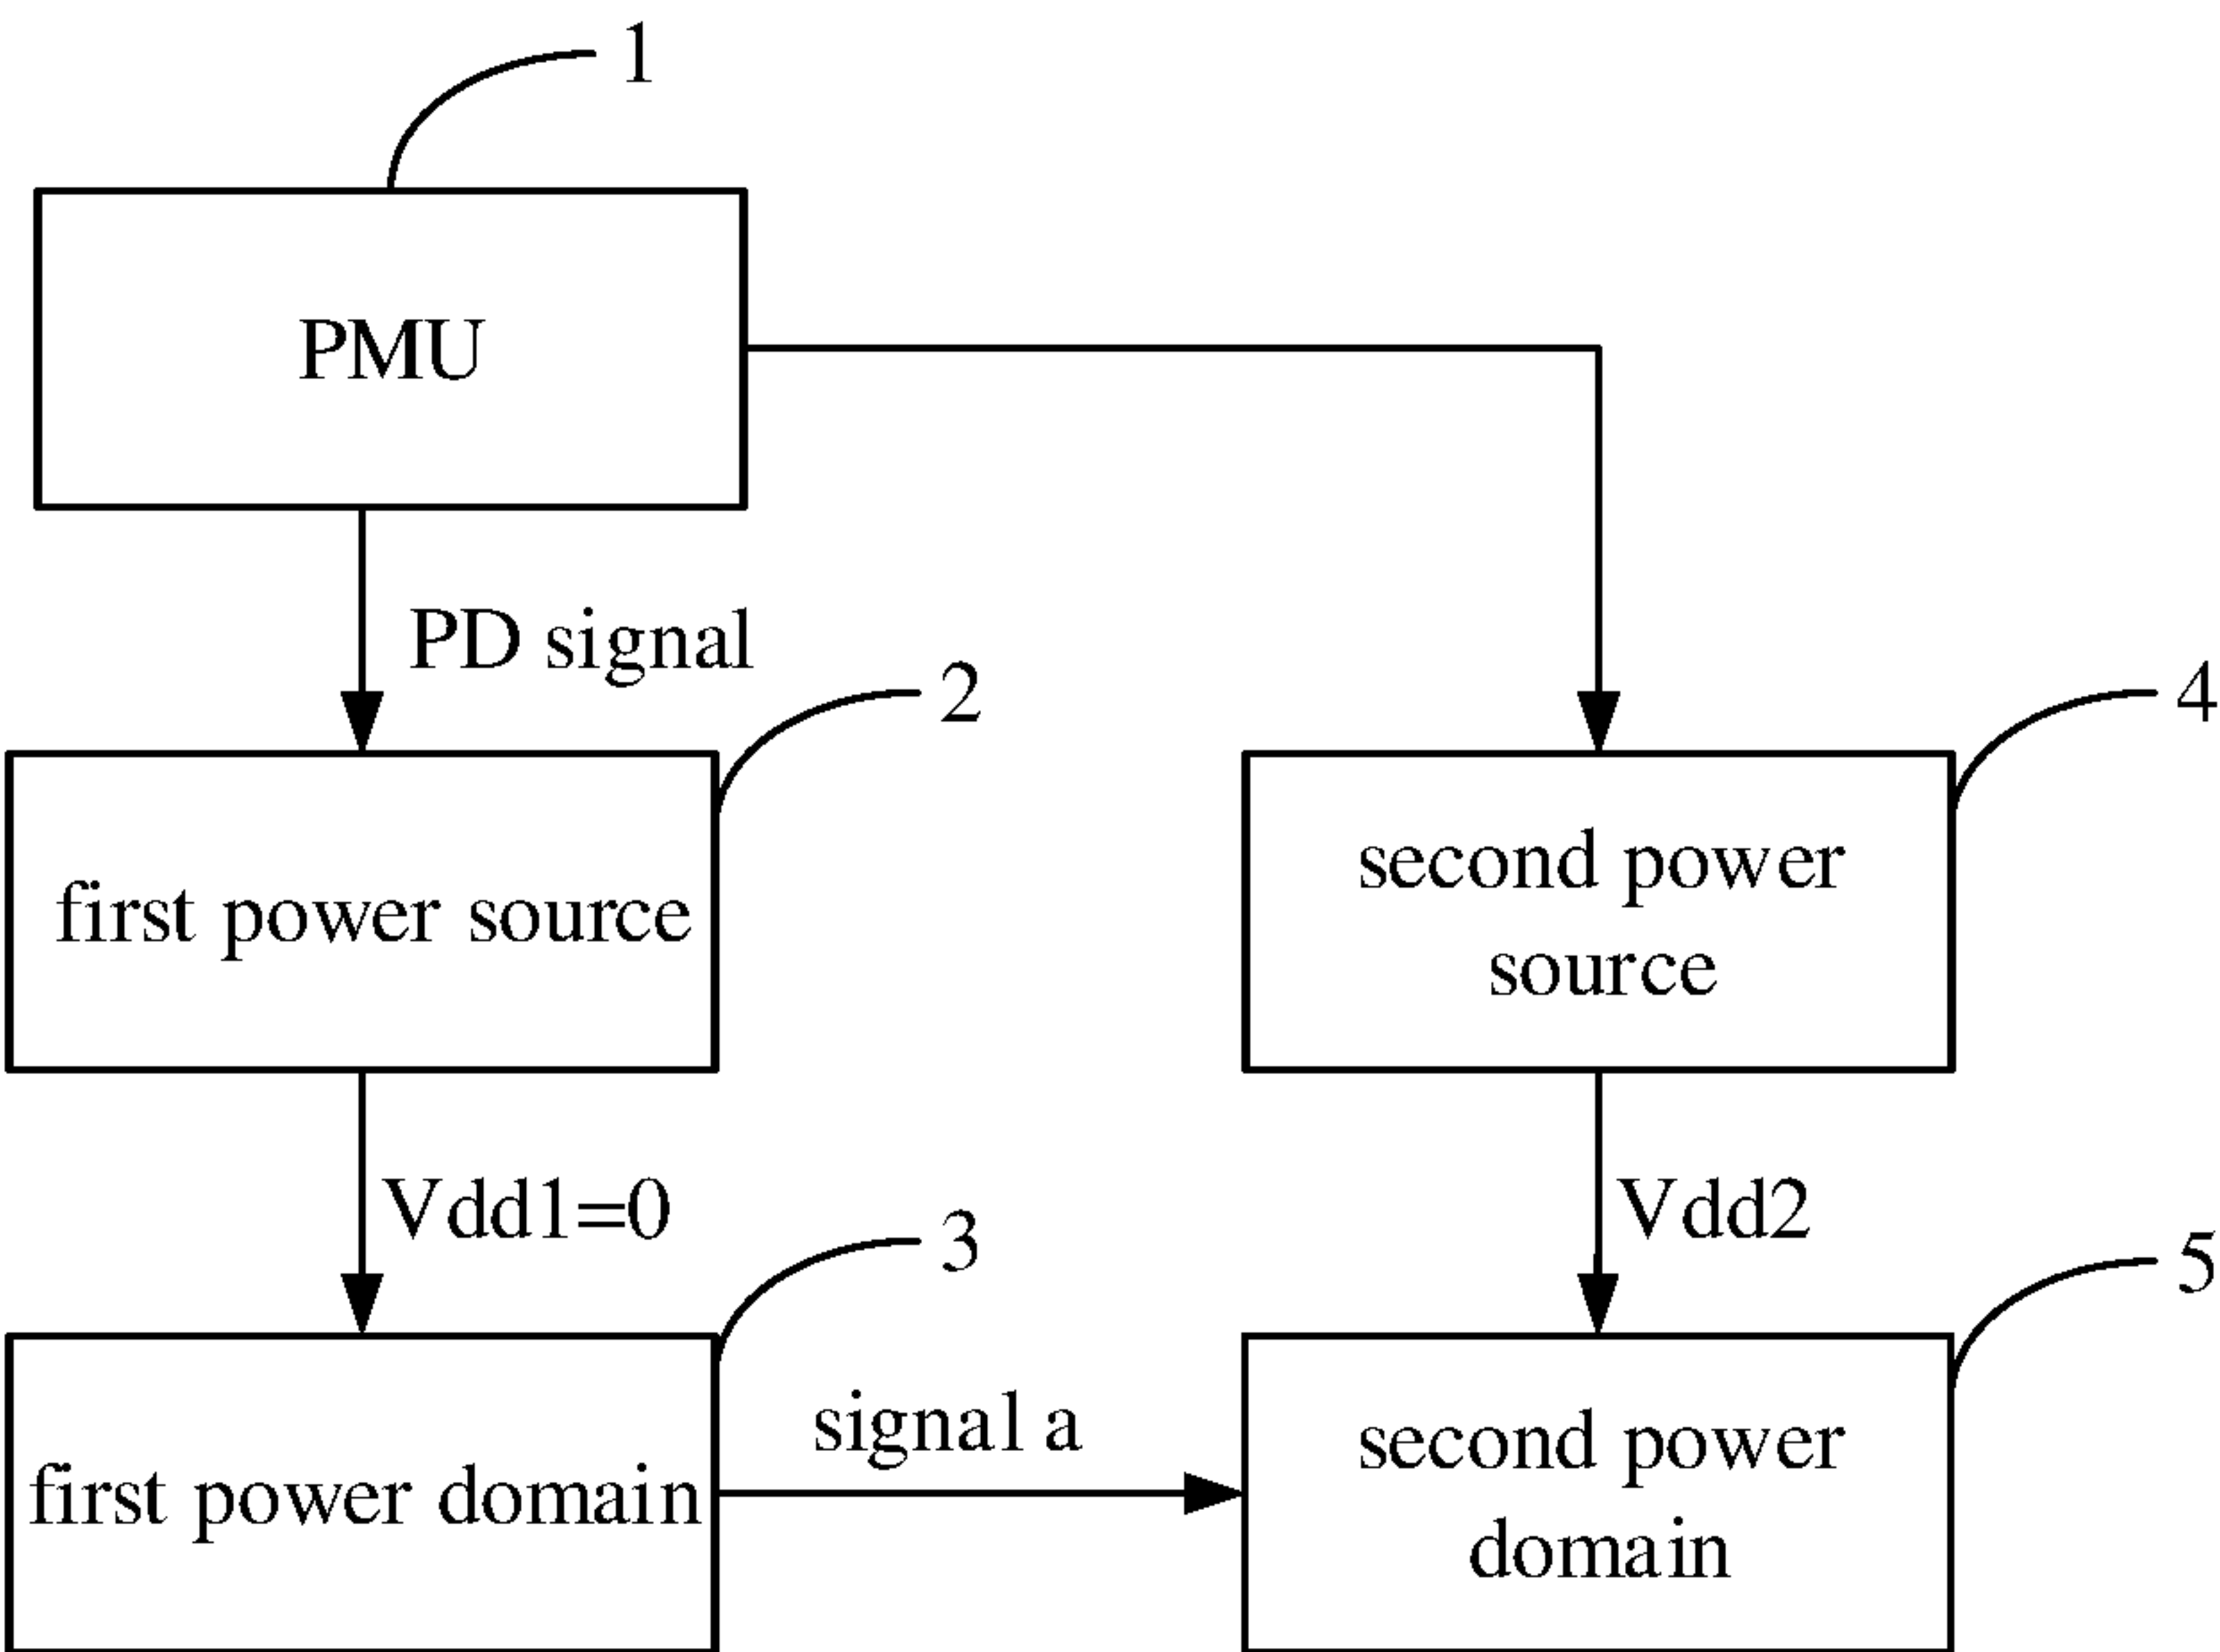 1
PMU
PD signal
2
4
first power source
second power
source
Vdd1=0
Vdd2
3
5
first power domain
signal a
second power
domain